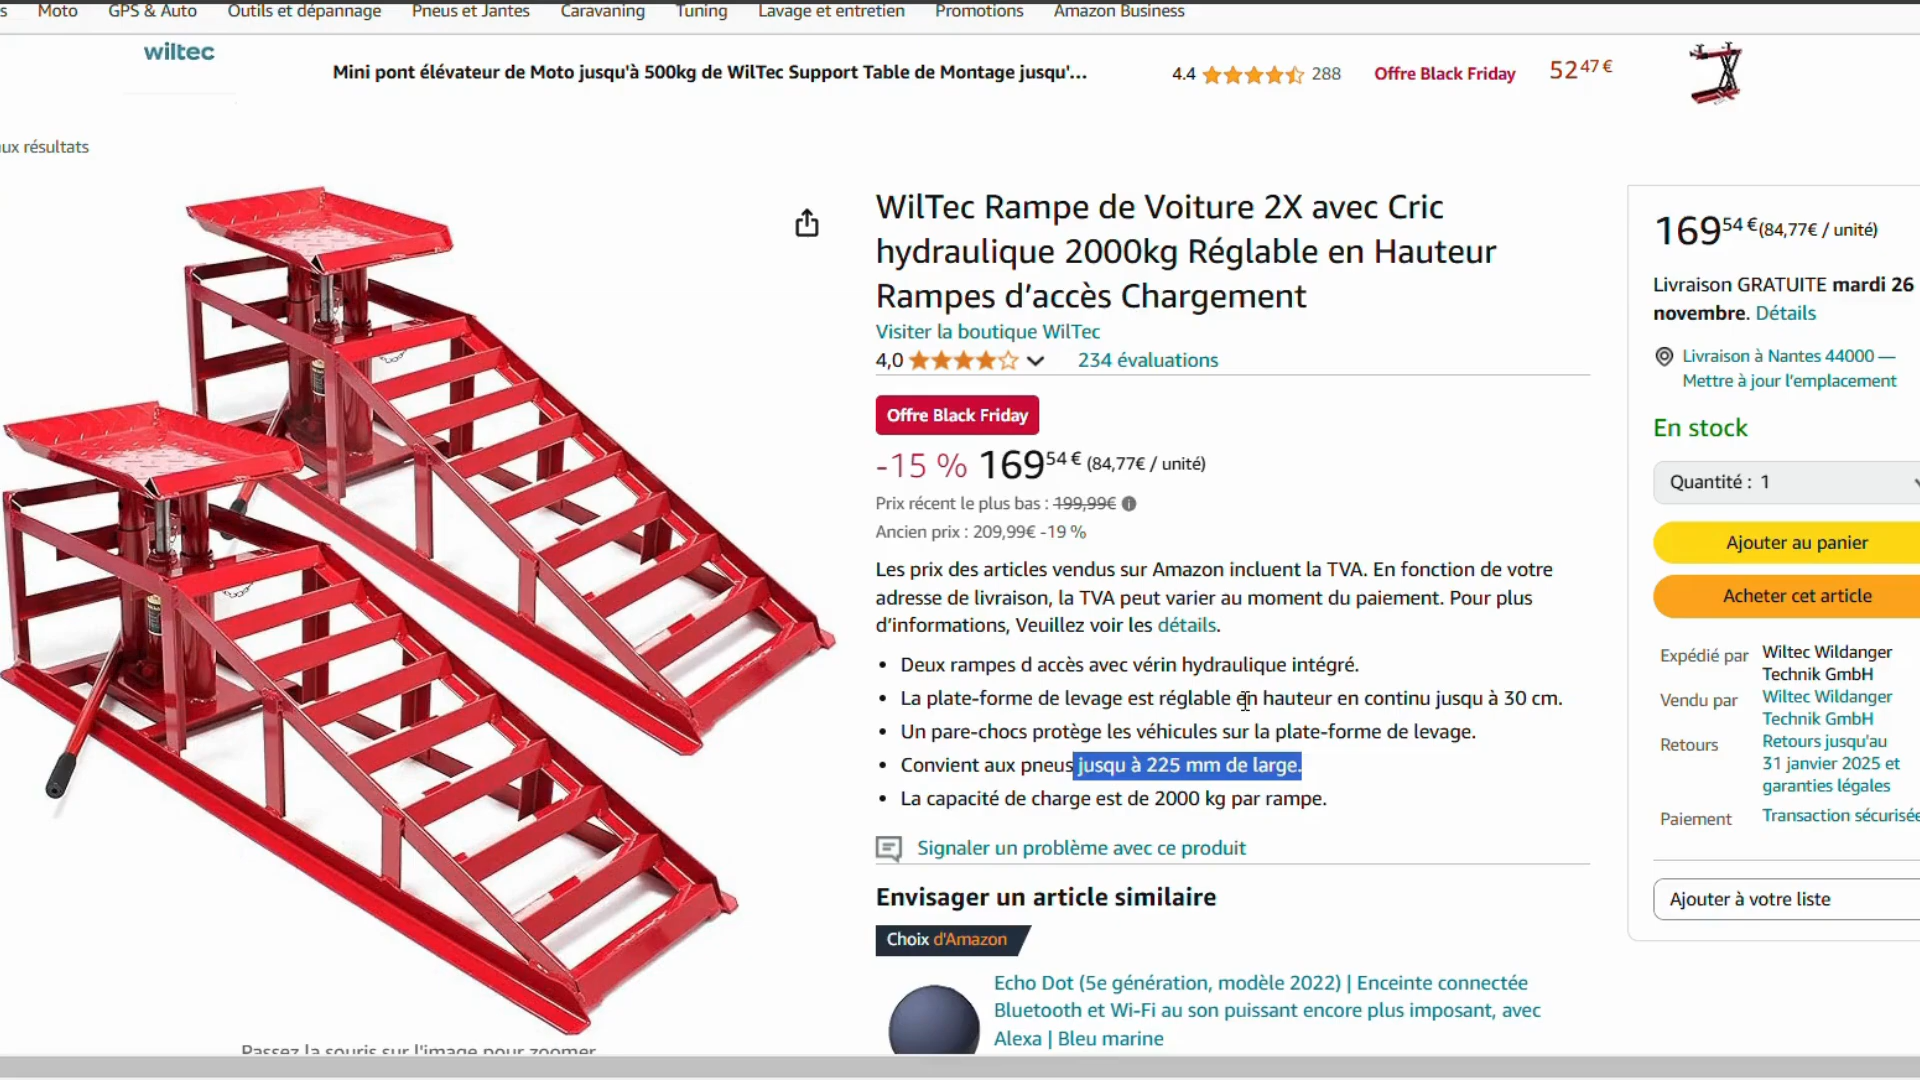 Moto GPS & Auto Outils et dépannage Pneus et Jantes Caravaning Tuning Lavage et entretien Promotions Amazon Business
wiltec
Mini pont élévateur de Moto jusqu'à 500kg de WilTec Support Table de Montage jusqu'... 4.4 288 Offre Black Friday 52 47 €
ux résultats
WilTec Rampe de Voiture 2X avec Cric
hydraulique 2000kg Réglable en Hauteur
Rampes d'accès Chargement
Visiter la boutique WilTec
4,0 234 évaluations
Offre Black Friday
-15 % 169 54 € (84,77€ / unité)
Prix récent le plus bas : 199,99€
Ancien prix : 209,99€ -19 %
Les prix des articles vendus sur Amazon incluent la TVA. En fonction de votre
adresse de livraison, la TVA peut varier au moment du paiement. Pour plus
d'informations, Veuillez voir les détails.
• Deux rampes d accès avec vérin hydraulique intégré.
• La plate-forme de levage est réglable en hauteur en continu jusqu à 30 cm.
• Un pare-chocs protège les véhicules sur la plate-forme de levage.
• Convient aux pneus jusqu à 225 mm de large.
• La capacité de charge est de 2000 kg par rampe.
Signaler un problème avec ce produit
Envisager un article similaire
Choix d'Amazon
Echo Dot (5e génération, modèle 2022) | Enceinte connectée
Bluetooth et Wi-Fi au son puissant encore plus imposant, avec
Alexa | Bleu marine
Passez la souris sur l'image pour zoomer
169 54 € (84,77€ / unité)
Livraison GRATUITE mardi 26
novembre. Détails
Livraison à Nantes 44000 —
Mettre à jour l'emplacement
En stock
Quantité : 1
Ajouter au panier
Acheter cet article
Expédié par Wiltec Wildanger
Technik GmbH
Vendu par Wiltec Wildanger
Technik GmbH
Retours Retours jusqu'au
31 janvier 2025 et
garanties légales
Paiement Transaction sécurisée
Ajouter à votre liste